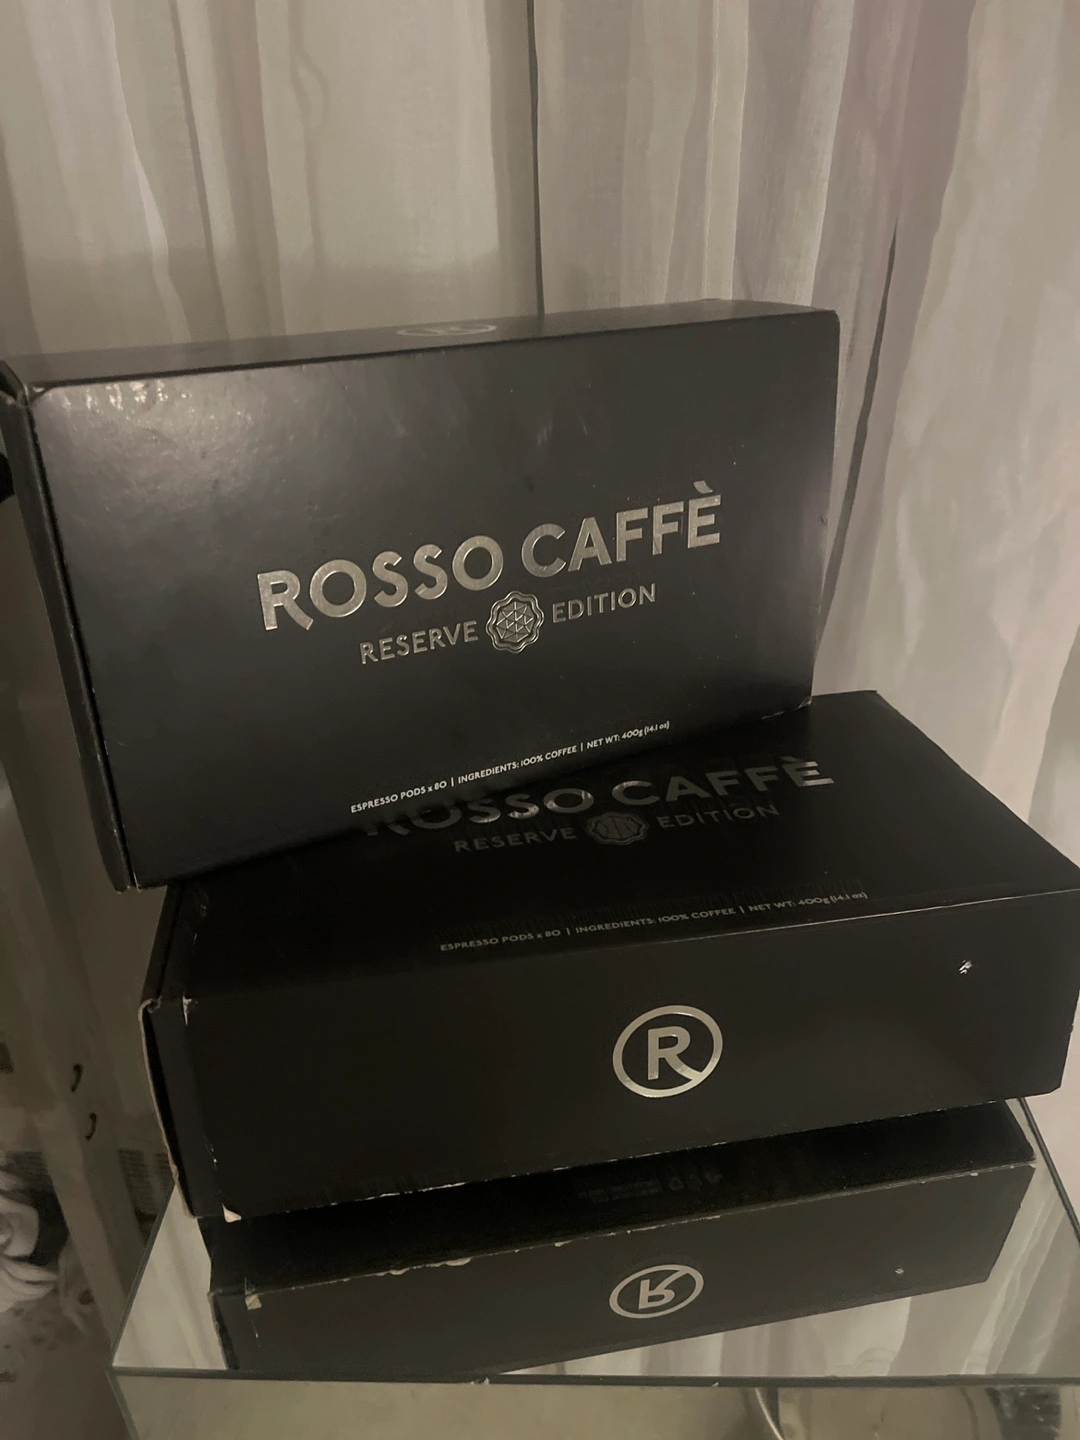 R
ROSSO CAFFÈ
RESERVE EDITION
ESPRESSO PODS x 80 | INGREDIENTS: 100% COFFEE | NET WT: 400g (14.1 oz)
ROSSO CAFFÈ
RESERVE EDITION
ESPRESSO PODS x 80 | INGREDIENTS: 100% COFFEE | NET WT: 400g (14.1 oz)
R
R